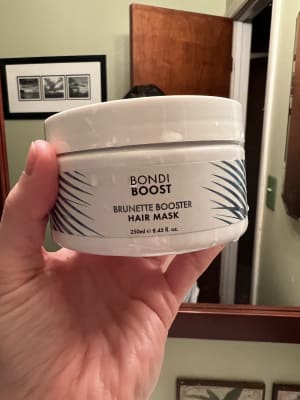 BONDI
BOOST
BRUNETTE BOOSTER
HAIR MASK
250ml ℮ 8.45 fl. oz.